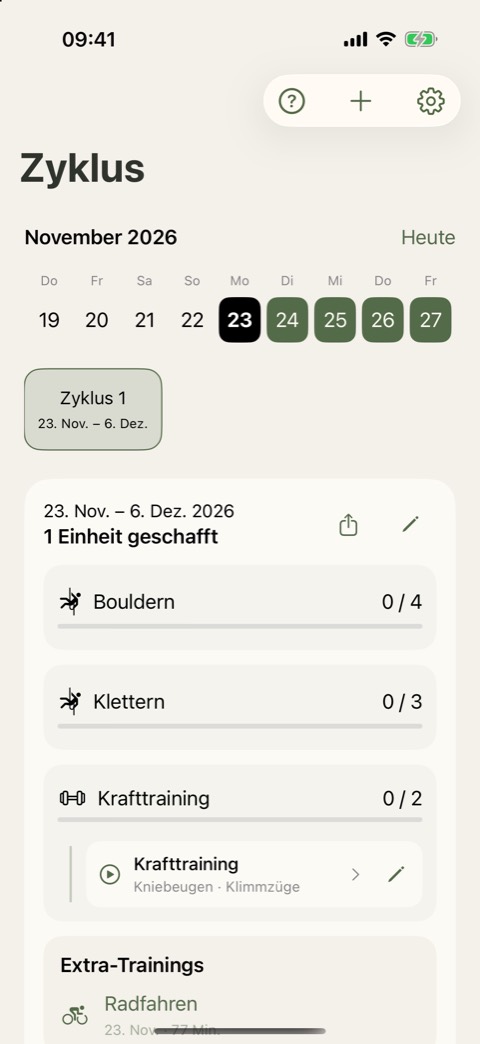 09:41
Zyklus
November 2026
Heute
Do Fr Sa So Mo Di Mi Do Fr
19 20 21 22 23 24 25 26 27
Zyklus 1
23. Nov. – 6. Dez.
23. Nov. – 6. Dez. 2026
1 Einheit geschafft
Bouldern 0 / 4
Klettern 0 / 3
Krafttraining 0 / 2
Krafttraining
Kniebeugen · Klimmzüge
Extra-Trainings
Radfahren
23. Nov · 77 Min.